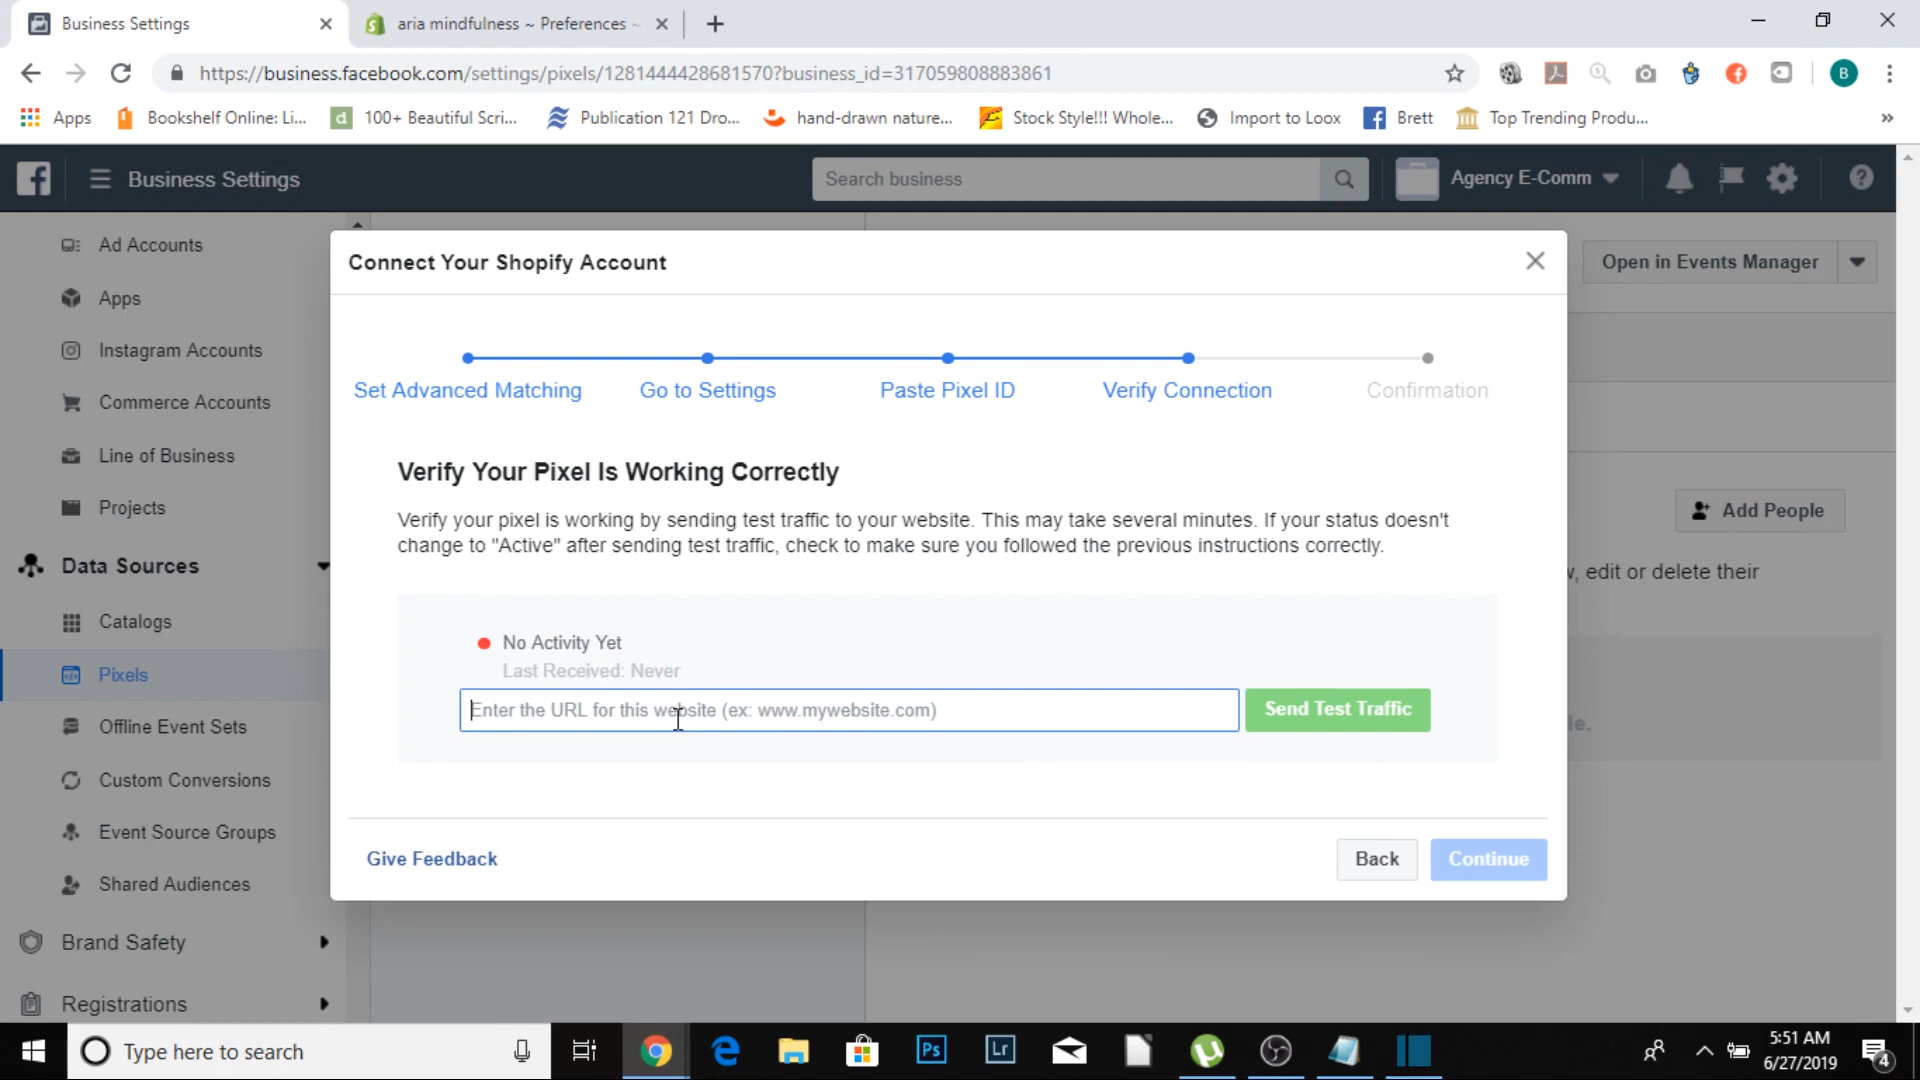 Business Settings
aria mindfulness ~ Preferences ~
https://business.facebook.com/settings/pixels/1281444428681570?business_id=317059808883861
B
Apps
Bookshelf Online: Li...
d 100+ Beautiful Scri...
Publication 121 Dro...
hand-drawn nature...
Stock Style!!! Whole...
Import to Loox
Brett
Top Trending Produ...
»
Business Settings
Search business
Agency E-Comm
Ad Accounts
Apps
Instagram Accounts
Commerce Accounts
Line of Business
Projects
Data Sources
Catalogs
Pixels
Offline Event Sets
Custom Conversions
Event Source Groups
Shared Audiences
Brand Safety
Registrations
Open in Events Manager
Add People
, edit or delete their
le.
Connect Your Shopify Account
Set Advanced Matching
Go to Settings
Paste Pixel ID
Verify Connection
Confirmation
Verify Your Pixel Is Working Correctly
Verify your pixel is working by sending test traffic to your website. This may take several minutes. If your status doesn't
change to "Active" after sending test traffic, check to make sure you followed the previous instructions correctly.
No Activity Yet
Last Received: Never
Enter the URL for this website (ex: www.mywebsite.com)
Send Test Traffic
Give Feedback
Back
Continue
Type here to search
Ps
Lr
5:51 AM
6/27/2019
4